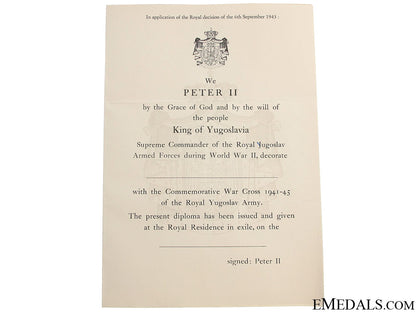 In application of the Royal decision of the 6th September 1943:
We
PETER II
by the Grace of God and by the will of
the people
King of Yugoslavia
Supreme Commander of the Royal Yugoslav
Armed Forces during World War II, decorate
with the Commemorative War Cross 1941-45
of the Royal Yugoslav Army.
The present diploma has been issued and given
at the Royal Residence in exile, on the
signed: Peter II
EMEDALS.COM